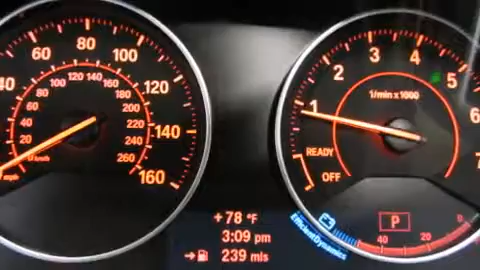 40 60 80 100 120 140 160
20 40 60 80 100 120 140 160 180 200 220 240 260
km/h
mph
1 2 3 4 5 6 7
1/min x1000
READY
OFF
+78 °F
3:09 pm
239 mls
P
EfficientDynamics
40 20 0